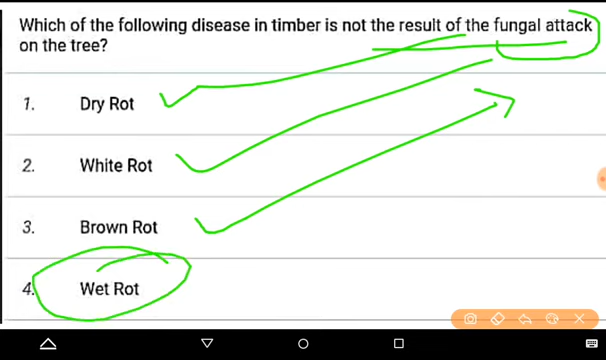 Which of the following disease in timber is not the result of the fungal attack
on the tree?
1. Dry Rot
2. White Rot
3. Brown Rot
4. Wet Rot